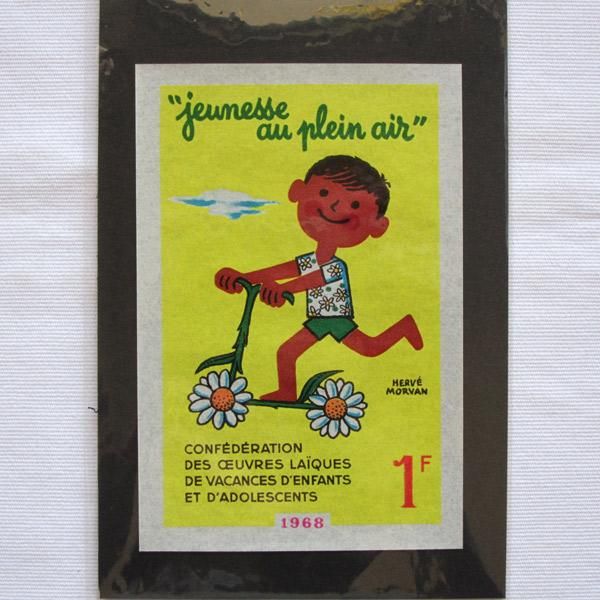 "jeunesse
au plein air"
HERVÉ
MORVAN
CONFÉDÉRATION
DES ŒUVRES LAÏQUES
DE VACANCES D'ENFANTS
ET D'ADOLESCENTS
1F
1968